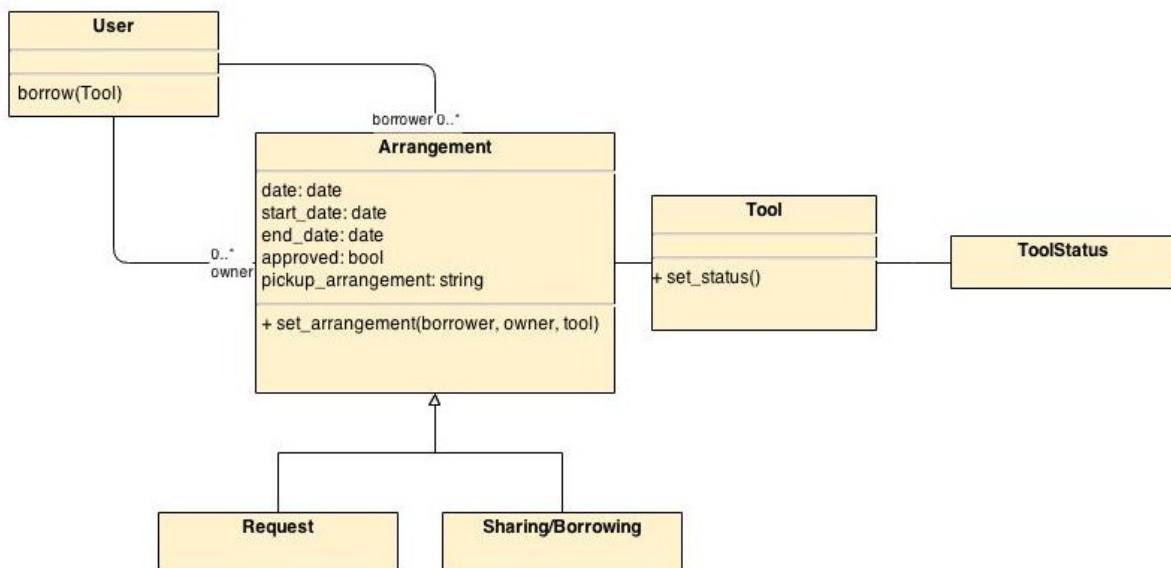 User
borrow(Tool)
borrower 0..*
Arrangement
date: date
start_date: date
end_date: date
approved: bool
pickup_arrangement: string
+ set_arrangement(borrower, owner, tool)
0..*
owner
Tool
+ set_status()
ToolStatus
Request
Sharing/Borrowing